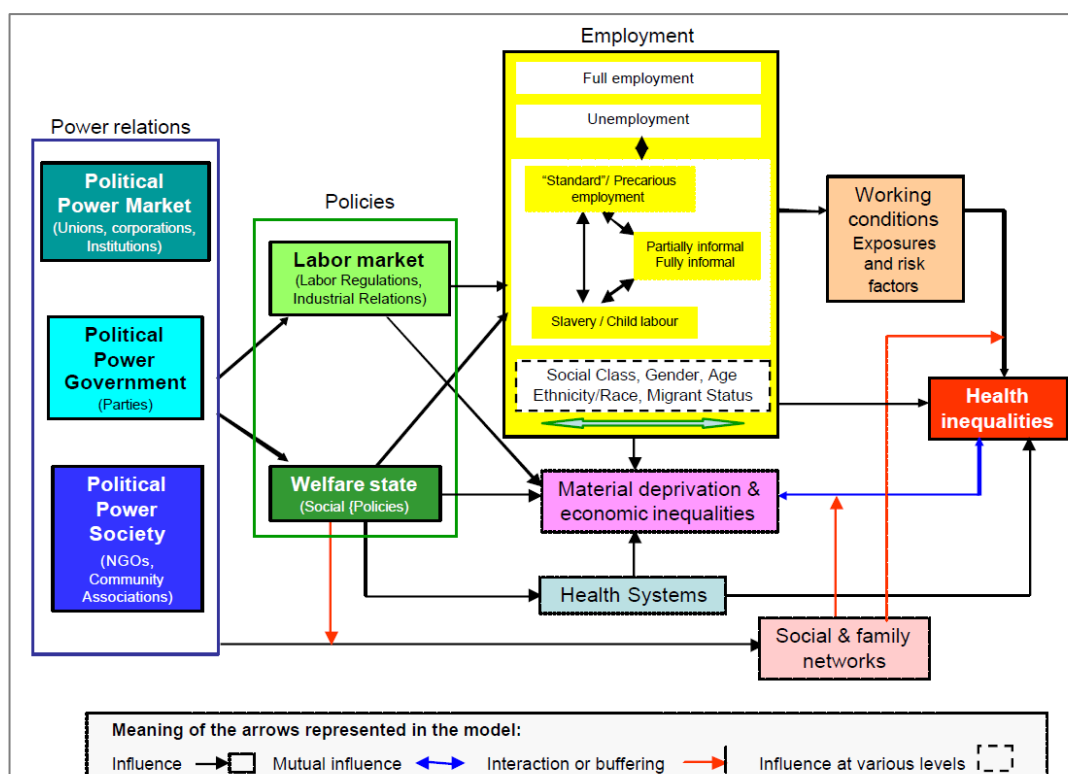 Employment
Full employment
Unemployment
Power relations
Political
Power Market
(Unions, corporations,
Institutions)
"Standard"/ Precarious
employment
Working
conditions
Exposures
and risk
factors
Policies
Labor market
(Labor Regulations,
Industrial Relations)
Partially informal
Fully informal
Slavery / Child labour
Political
Power
Government
(Parties)
Social Class, Gender, Age
Ethnicity/Race, Migrant Status
Health
inequalities
Political
Power
Society
(NGOs,
Community
Associations)
Welfare state
(Social {Policies)
Material deprivation &
economic inequalities
Health Systems
Social & family
networks
Meaning of the arrows represented in the model:
Influence Mutual influence Interaction or buffering Influence at various levels